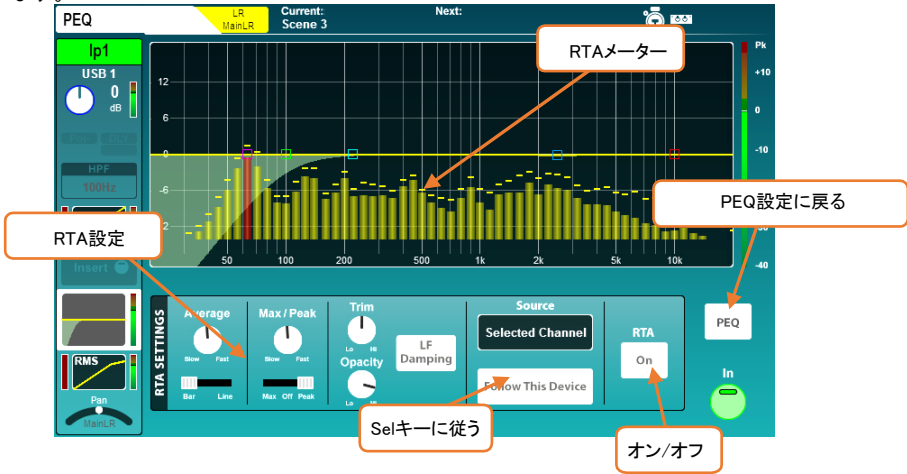 PEQ
LR
MainLR
Current:
Scene 3
Next:
Ip1
USB 1
0
dB
HPF
100Hz
Insert
RMS
Pan
MainLR
12
6
0
-6
2
50
100
200
500
1k
2k
5k
10k
Pk
+10
0
-10
-40
RTAメーター
PEQ設定に戻る
RTA設定
RTA SETTINGS
Average
Slow
Fast
Bar
Line
Max / Peak
Slow
Fast
Max
Off
Peak
Trim
Lo
Hi
Opacity
Lo
Hi
LF
Damping
Source
Selected Channel
Follow This Device
RTA
On
PEQ
In
Selキーに従う
オン/オフ